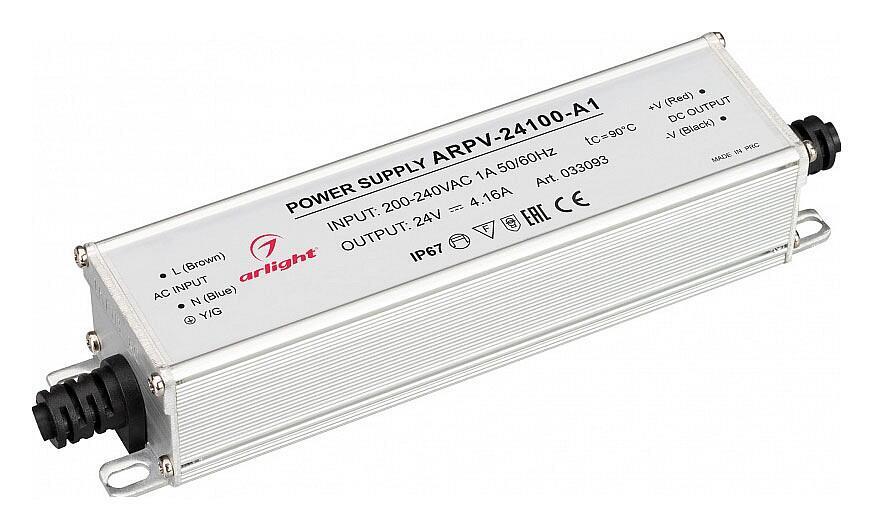 POWER SUPPLY ARPV-24100-A1
INPUT: 200-240VAC 1A 50/60Hz
tc=90°C
OUTPUT: 24V ⎓ 4.16A
Art. 033093
IP67 F EAC CE
L (Brown)
AC INPUT
N (Blue)
Y/G
arlight
+V (Red)
DC OUTPUT
-V (Black)
MADE IN PRC